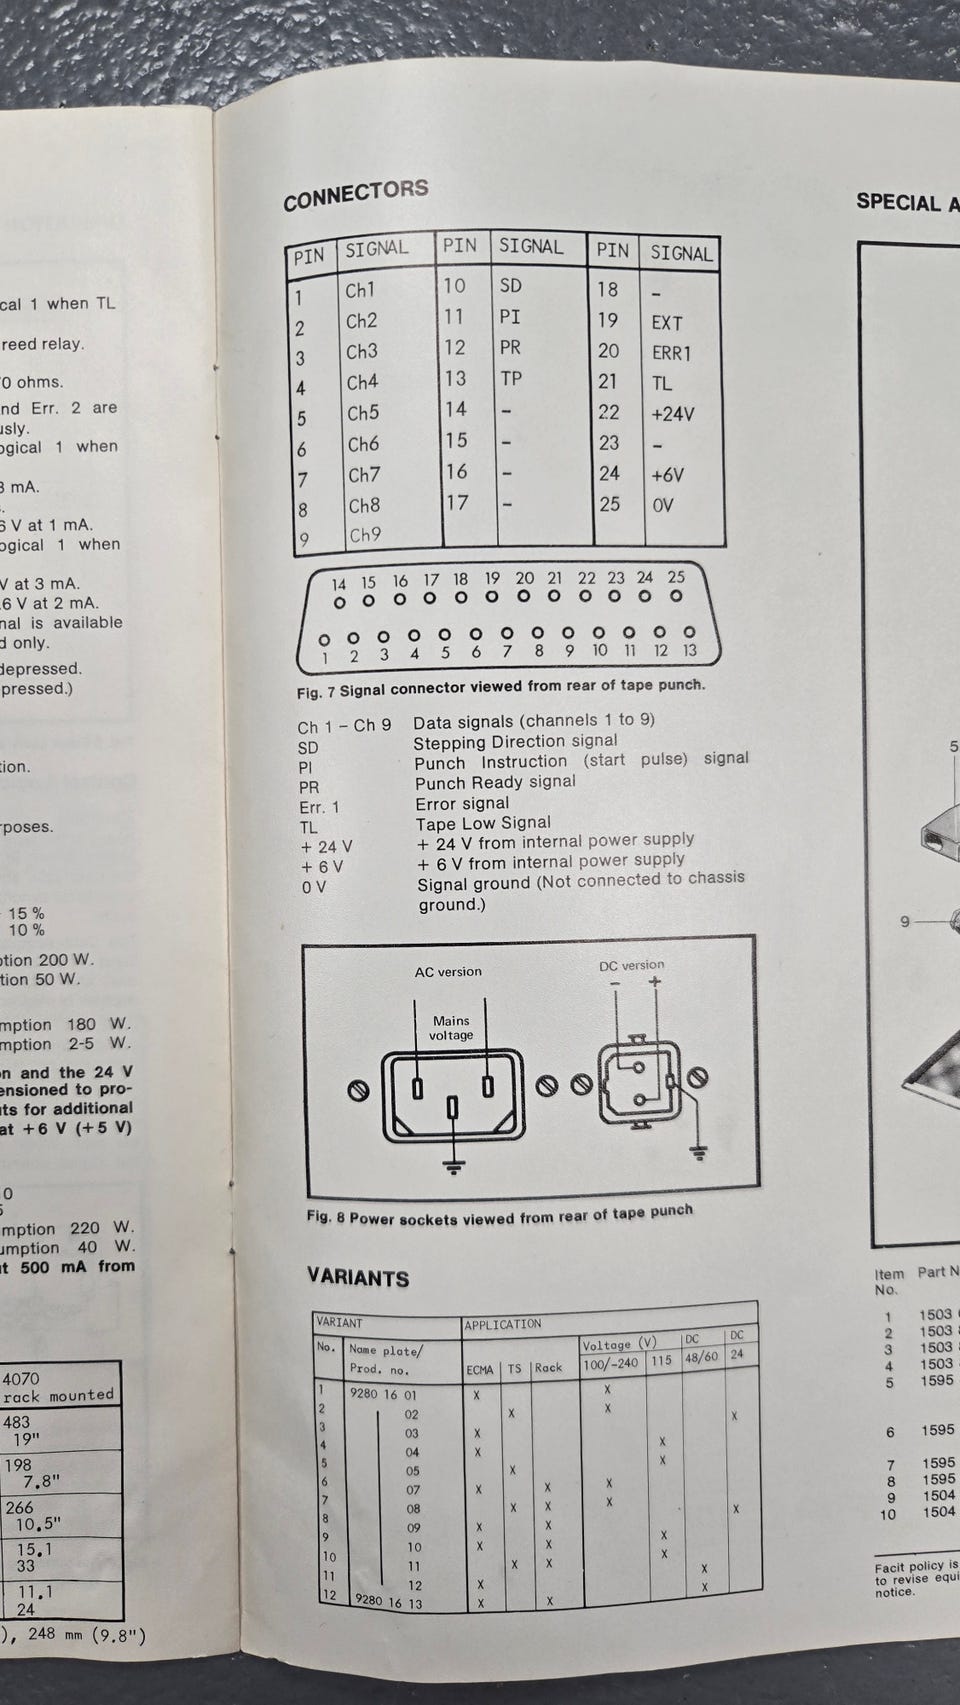 cal 1 when TL
reed relay.
0 ohms.
nd Err. 2 are
usly.
ogical 1 when
3 mA.
6 V at 1 mA.
ogical 1 when
V at 3 mA.
.6 V at 2 mA.
nal is available
d only.
depressed.
pressed.)
tion.
rposes.
15 %
10 %
ption 200 W.
tion 50 W.
mption 180 W.
mption 2-5 W.
on and the 24 V
ensioned to pro-
uts for additional
at +6 V (+5 V)
0
5
mption 220 W.
umption 40 W.
ut 500 mA from
4070
rack mounted
483
19"
198
7.8"
266
10.5"
15.1
33
11.1
24
), 248 mm (9.8")
CONNECTORS
PIN SIGNAL PIN SIGNAL PIN SIGNAL
1 Ch1 10 SD 18 –
2 Ch2 11 PI 19 EXT
3 Ch3 12 PR 20 ERR1
4 Ch4 13 TP 21 TL
5 Ch5 14 – 22 +24V
6 Ch6 15 – 23 –
7 Ch7 16 – 24 +6V
8 Ch8 17 – 25 0V
9 Ch9
14 15 16 17 18 19 20 21 22 23 24 25
1 2 3 4 5 6 7 8 9 10 11 12 13
Fig. 7 Signal connector viewed from rear of tape punch.
Ch 1 – Ch 9 Data signals (channels 1 to 9)
SD Stepping Direction signal
PI Punch Instruction (start pulse) signal
PR Punch Ready signal
Err. 1 Error signal
TL Tape Low Signal
+ 24 V + 24 V from internal power supply
+ 6 V + 6 V from internal power supply
0 V Signal ground (Not connected to chassis
ground.)
AC version DC version
– +
Mains
voltage
Fig. 8 Power sockets viewed from rear of tape punch
VARIANTS
VARIANT APPLICATION
No. Name plate/ Voltage (V) DC DC
Prod. no. ECMA TS Rack 100/-240 115 48/60 24
1 9280 16 01 X X
2 02 X X
3 03 X X
4 04 X X
5 05 X X
6 07 X X X
7 08 X X X
8 09 X X X
9 10 X X X
10 11 X X X
11 12 X X
12 9280 16 13 X X X
SPECIAL A
5
9
Item Part N
No.
1 1503
2 1503
3 1503
4 1503
5 1595
6 1595
7 1595
8 1595
9 1504
10 1504
Facit policy is
to revise equi
notice.